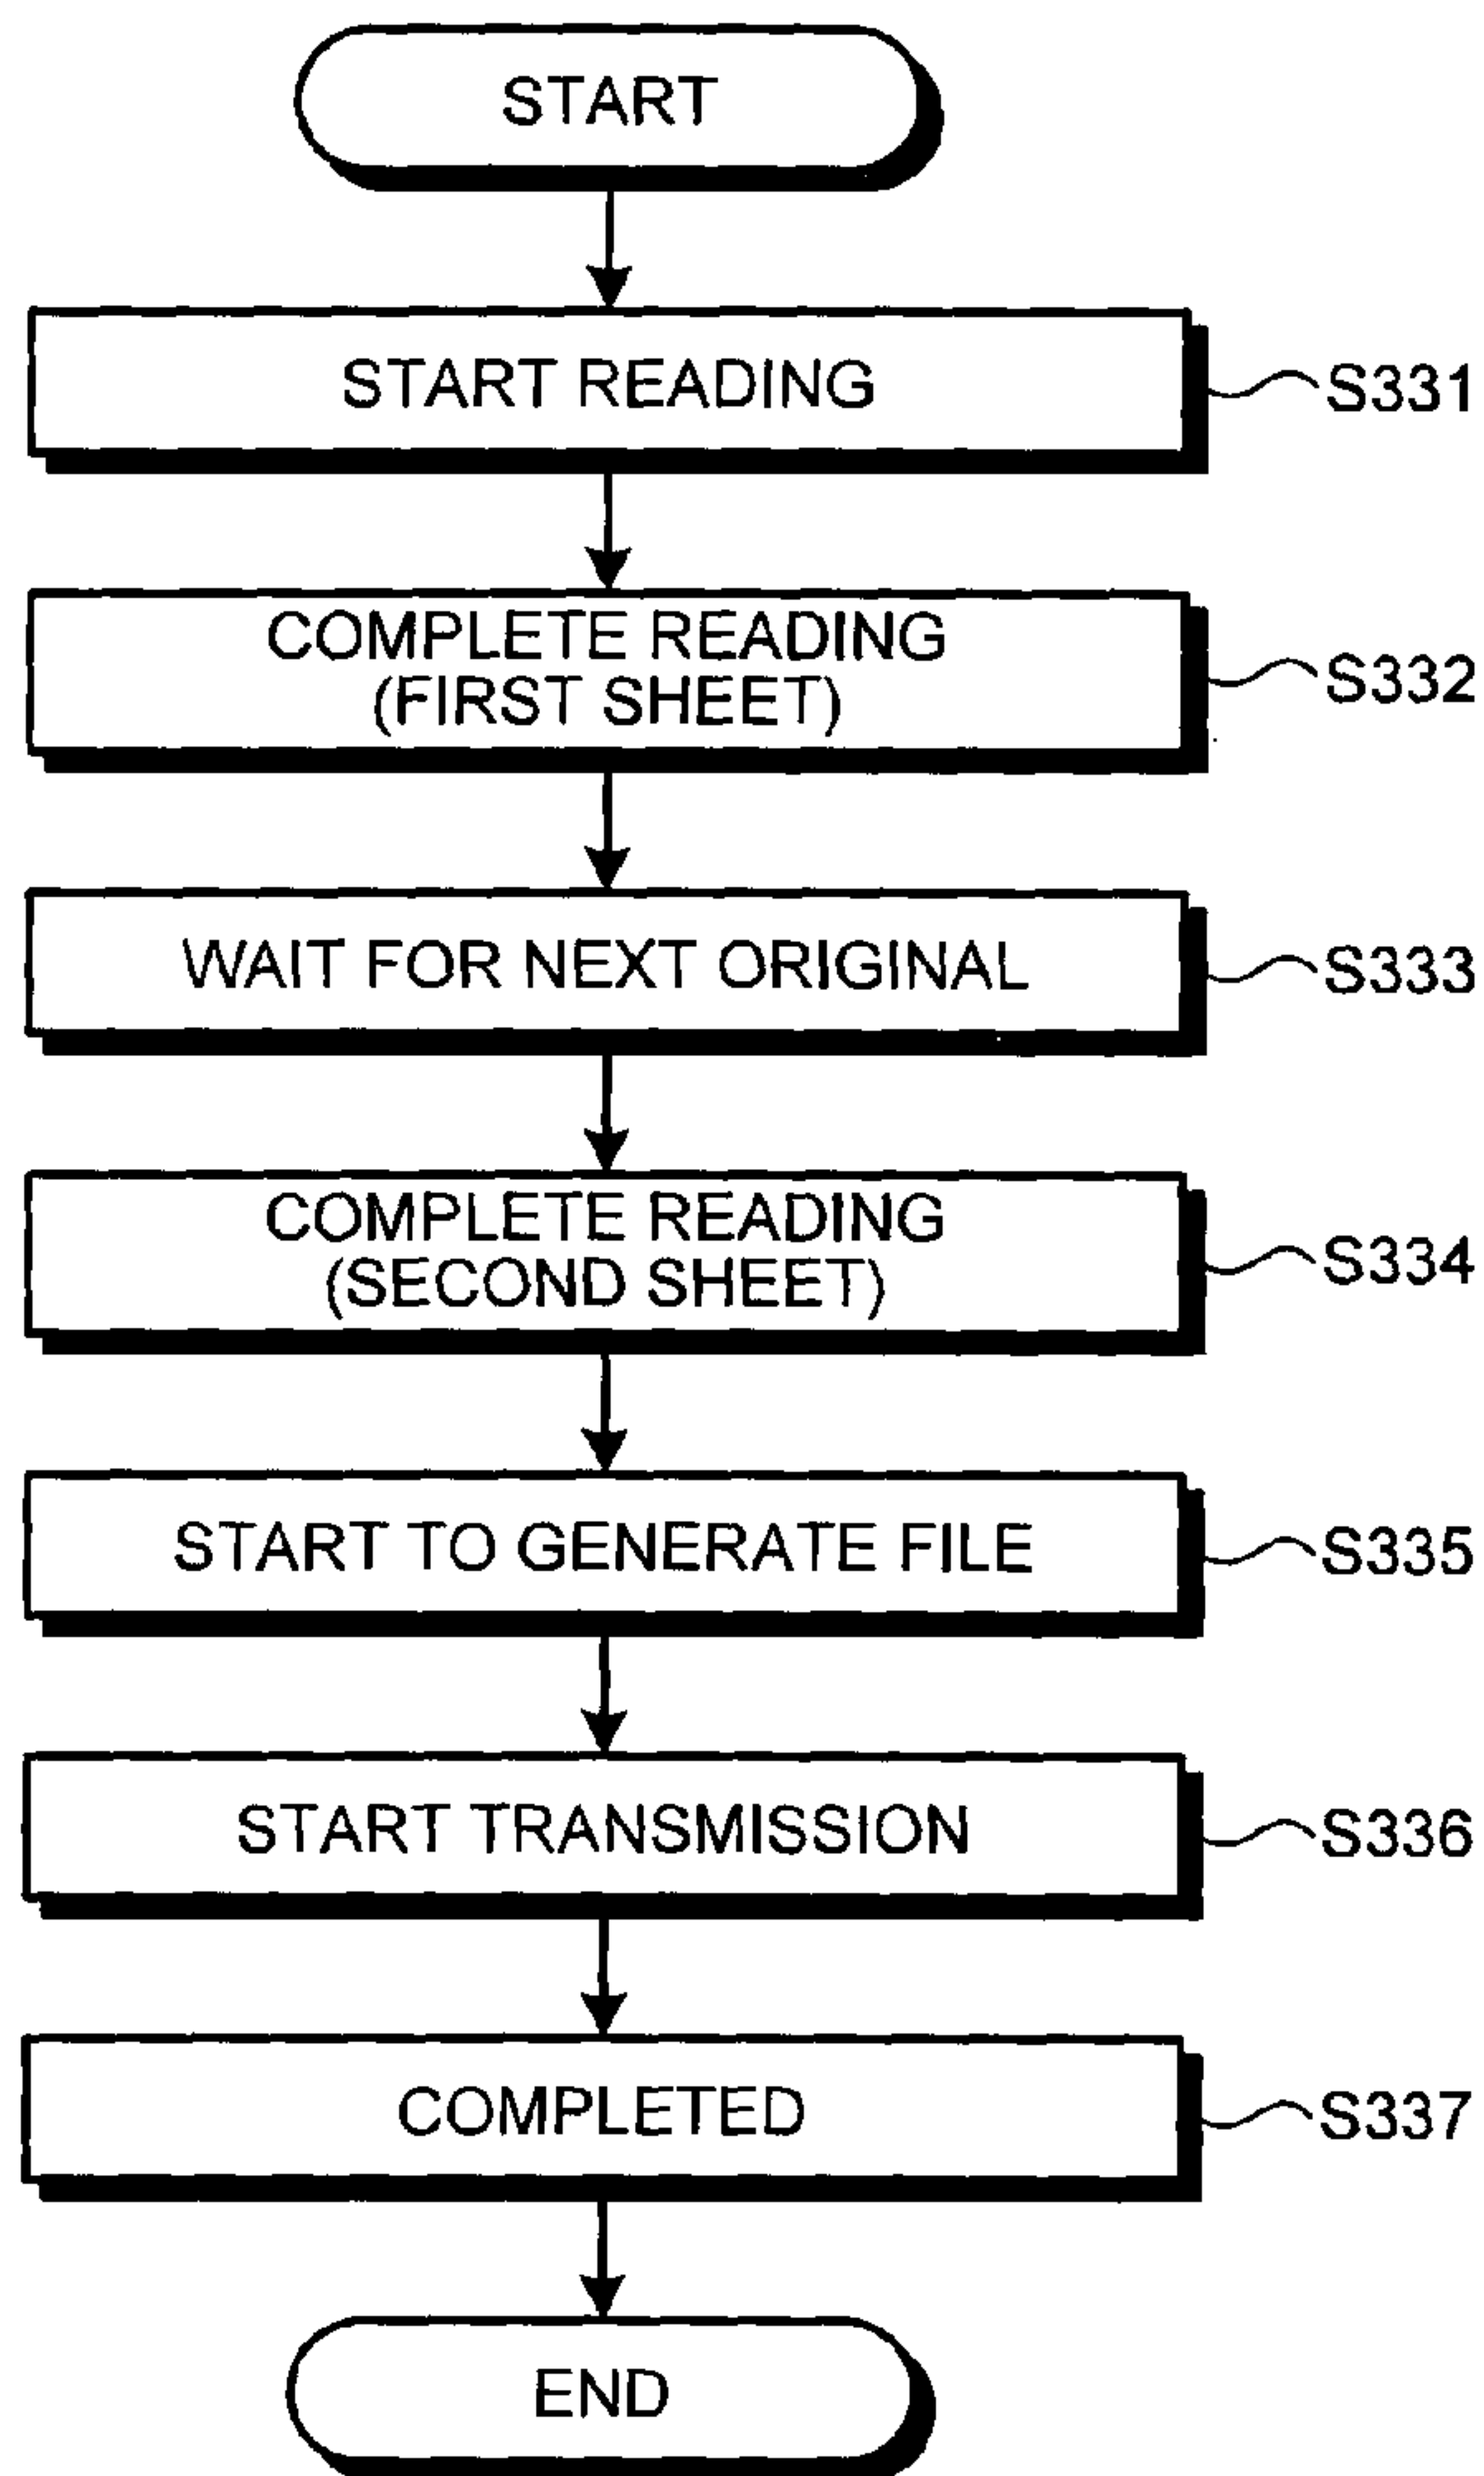 START
START READING
S331
COMPLETE READING
(FIRST SHEET)
S332
WAIT FOR NEXT ORIGINAL
S333
COMPLETE READING
(SECOND SHEET)
S334
START TO GENERATE FILE
S335
START TRANSMISSION
S336
COMPLETED
S337
END